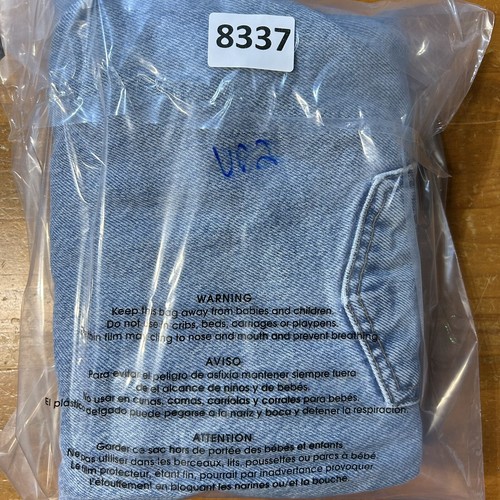 8337
UC2
WARNING
Keep this bag away from babies and children.
Do not use in cribs, beds, carriages or playpens.
thin film may cling to nose and mouth and prevent breathing.
AVISO
Para evitar el peligro de asfixia mantener siempre fuera
de el alcance de niños y de bebés.
No usar en cunas, camas, carriolas y corrales para bebés.
El plástico delgado puede pegarse a la nariz y boca y detener la respiración.
ATTENTION
Garder ce sac hors de portée des bébés et enfants
Ne pas utiliser dans les berceaux, lits, poussettes ou parcs à bébé.
Le film protecteur, étant fin, pourrait par inadvertance provoquer
l'étouffement en bloquant les narines ou/et la bouche.